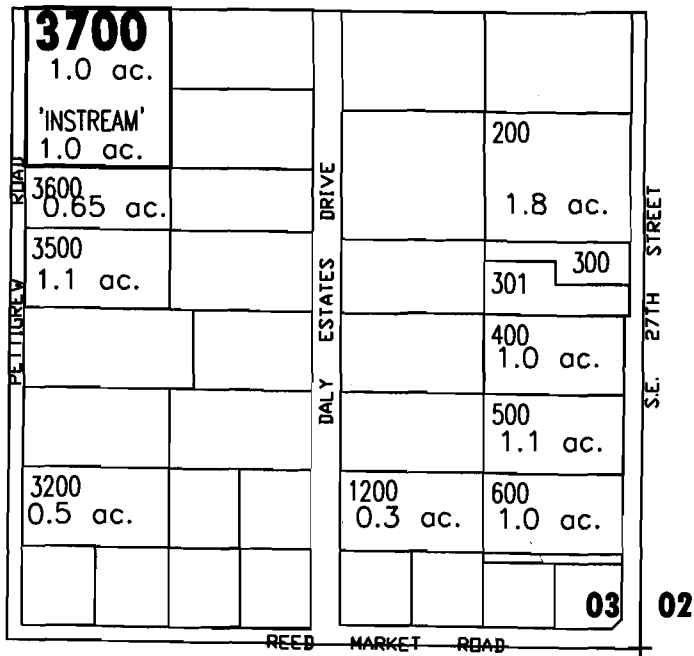 3700
1.0 ac.
'INSTREAM'
1.0 ac.
3600
0.65 ac.
3500
1.1 ac.
3200
0.5 ac.
PETTIGREW ROAD
DALY ESTATES DRIVE
200
1.8 ac.
300
301
400
1.0 ac.
500
1.1 ac.
1200
0.3 ac.
600
1.0 ac.
S.E. 27TH STREET
03 02
REED MARKET ROAD